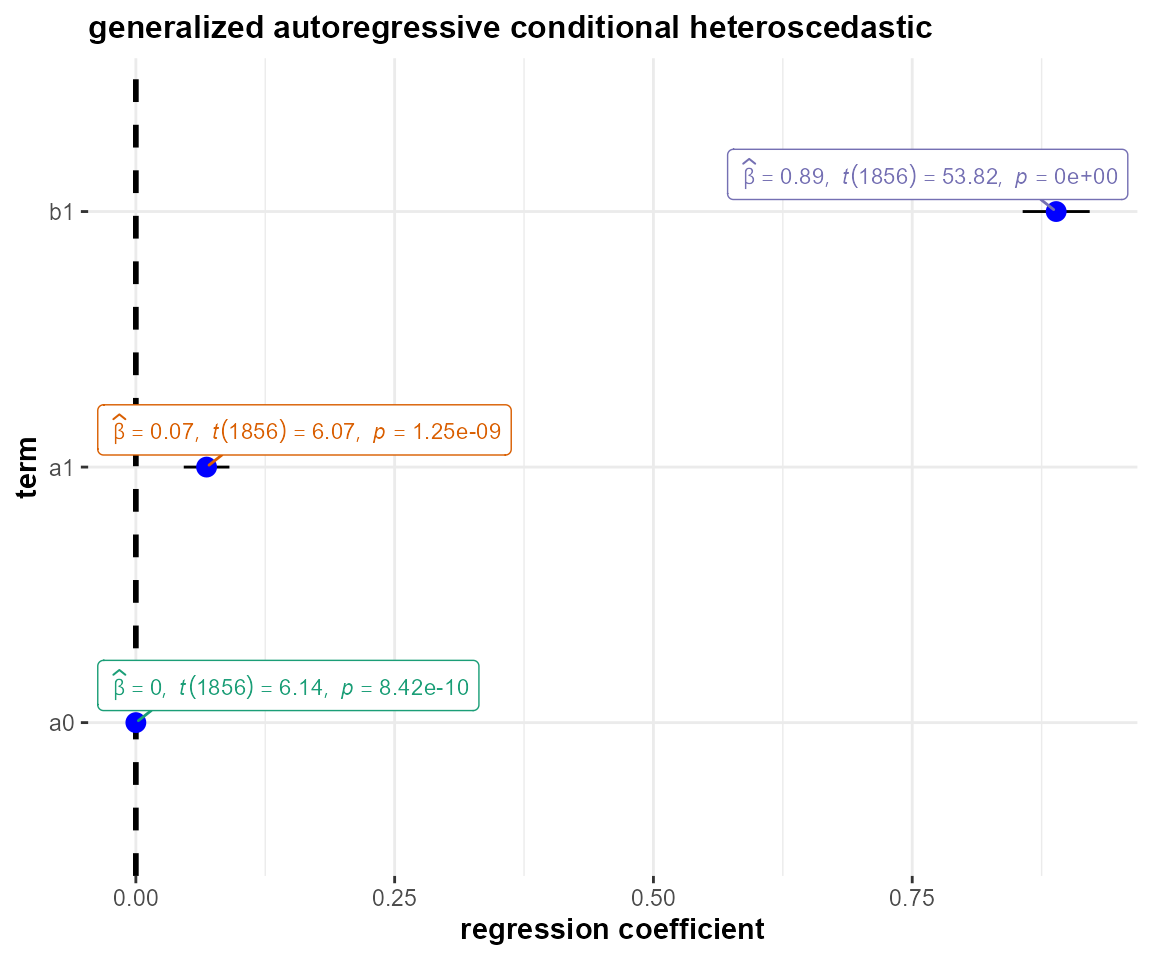 generalized autoregressive conditional heteroscedastic
β̂ = 0.89, t(1856) = 53.82, p = 0e+00
b1
β̂ = 0.07, t(1856) = 6.07, p = 1.25e-09
a1
term
β̂ = 0, t(1856) = 6.14, p = 8.42e-10
a0
0.00 0.25 0.50 0.75
regression coefficient